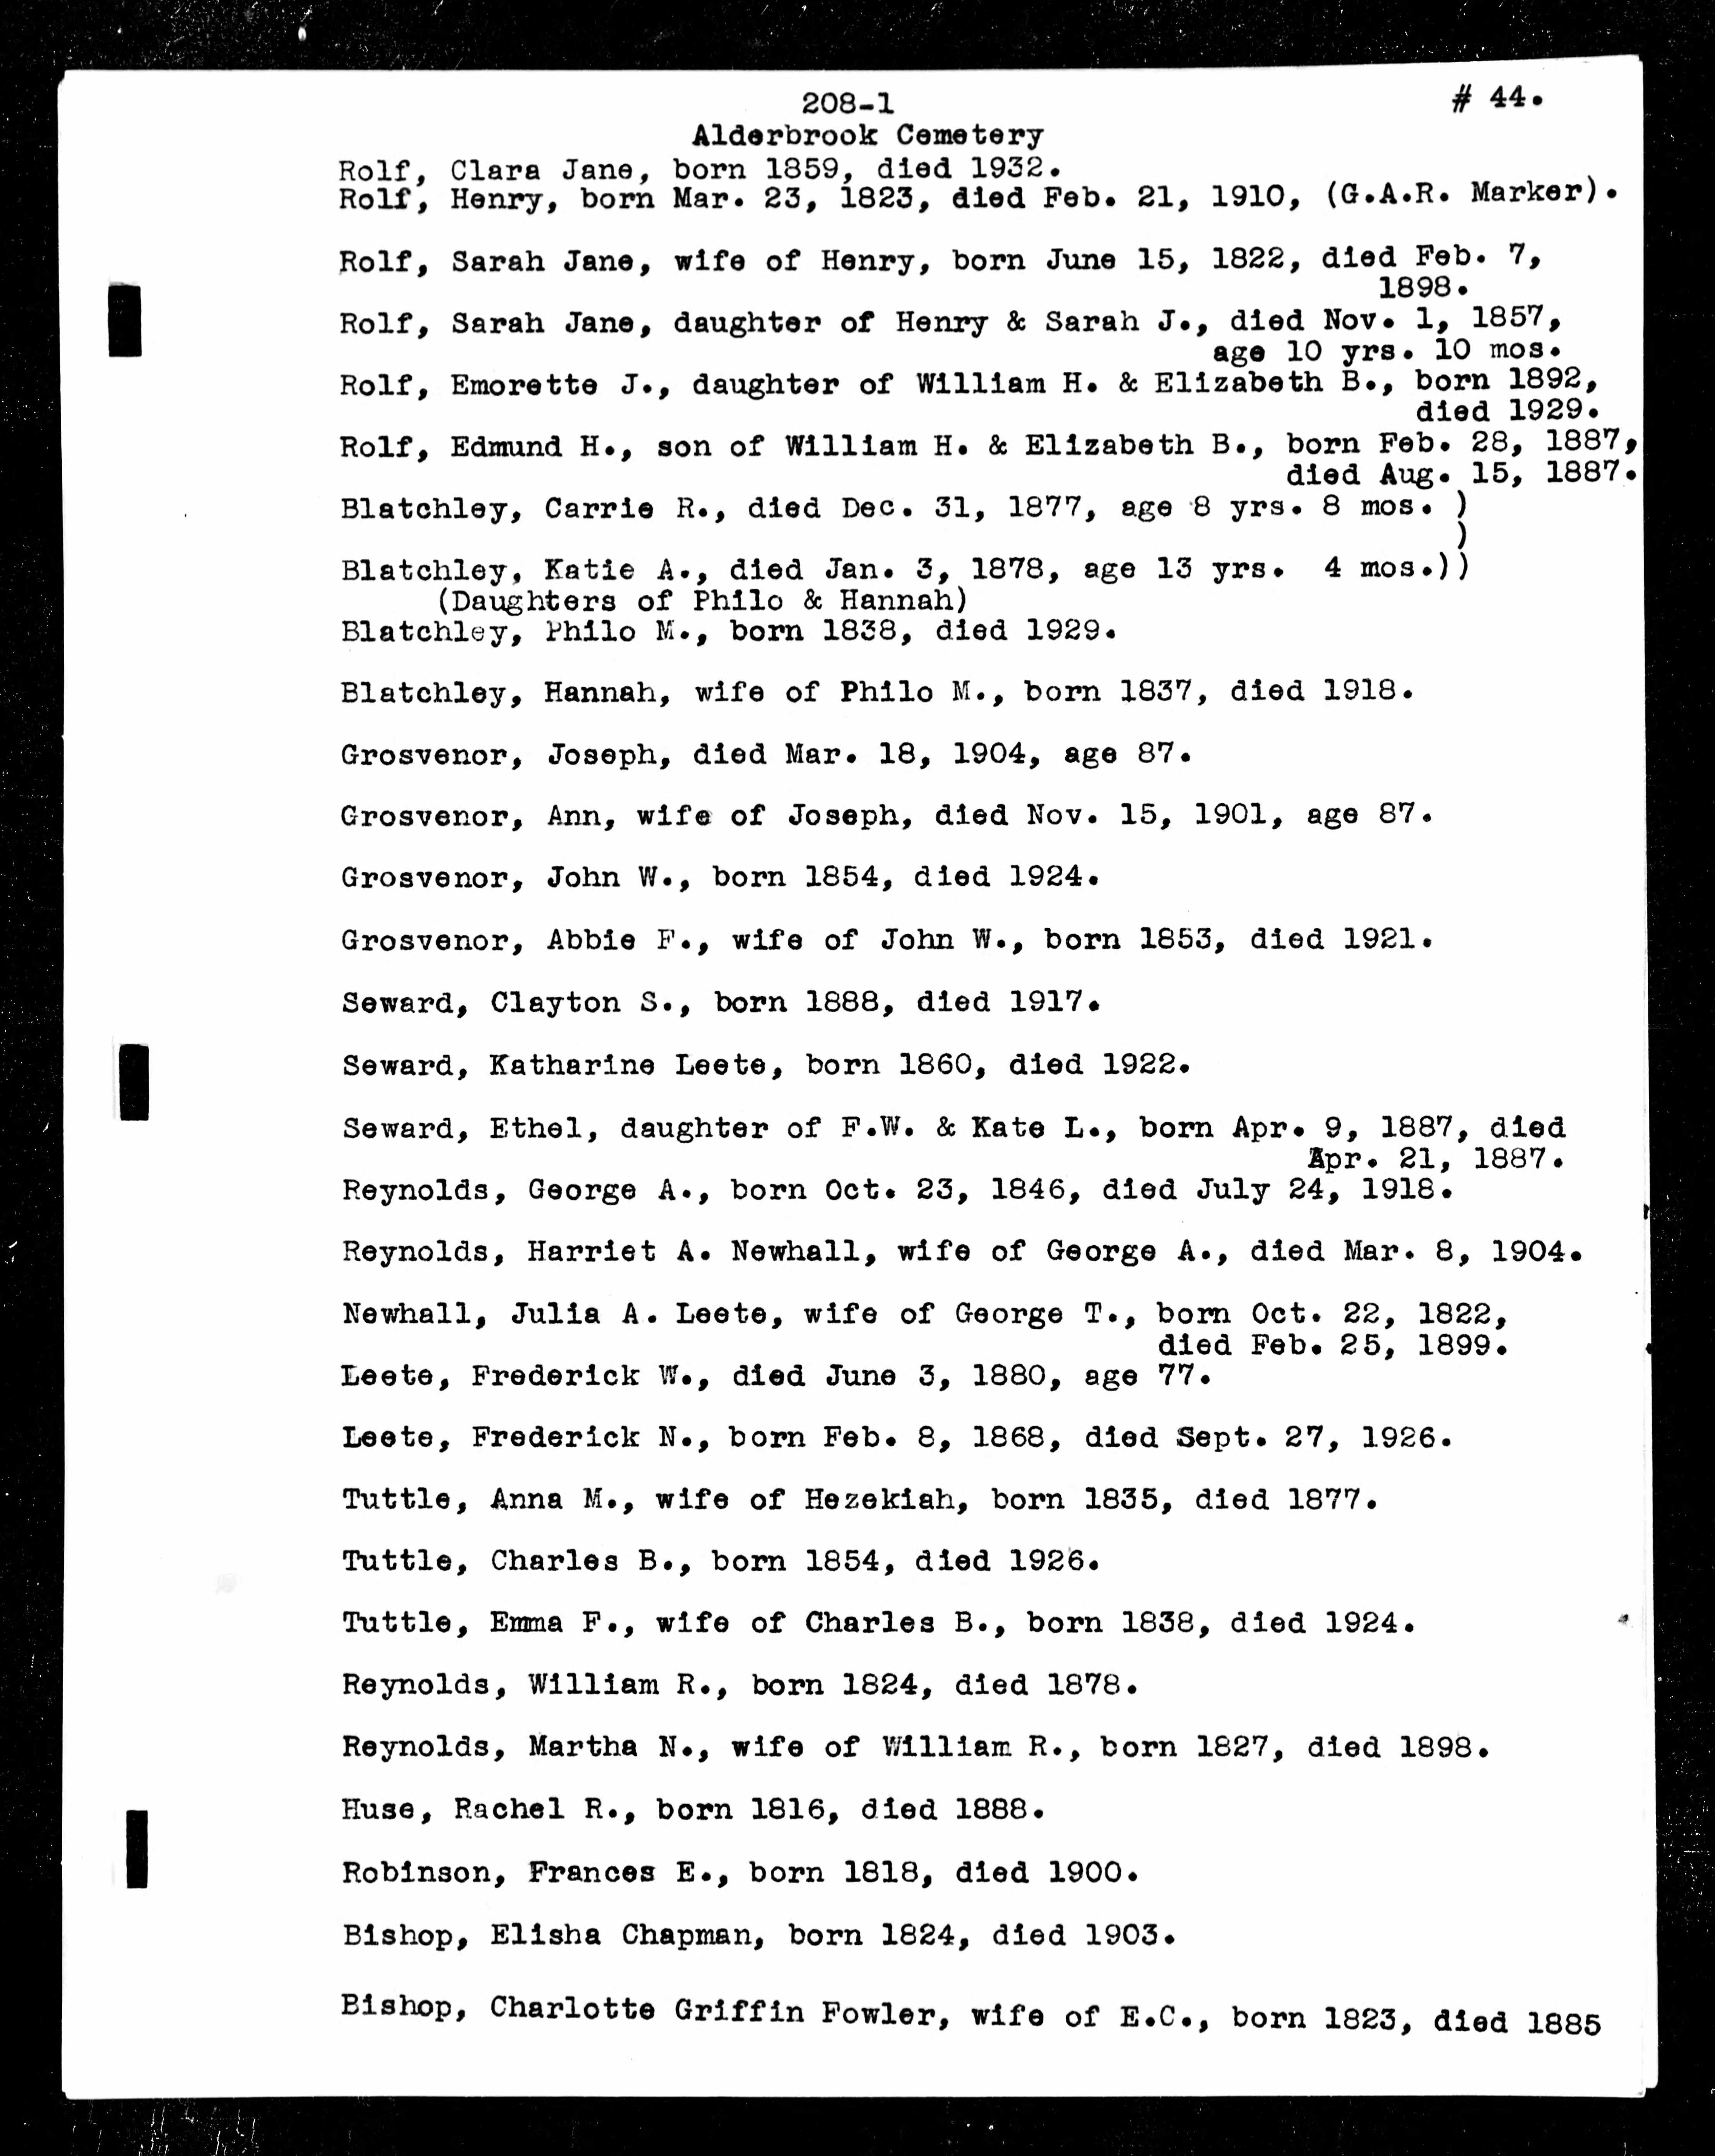 208-1
# 44.
Alderbrook Cemetery
Rolf, Clara Jane, born 1859, died 1932.
Rolf, Henry, born Mar. 23, 1823, died Feb. 21, 1910, (G.A.R. Marker).
Rolf, Sarah Jane, wife of Henry, born June 15, 1822, died Feb. 7,
1898.
Rolf, Sarah Jane, daughter of Henry & Sarah J., died Nov. 1, 1857,
age 10 yrs. 10 mos.
Rolf, Emorette J., daughter of William H. & Elizabeth B., born 1892,
died 1929.
Rolf, Edmund H., son of William H. & Elizabeth B., born Feb. 28, 1887,
died Aug. 15, 1887.
Blatchley, Carrie R., died Dec. 31, 1877, age 8 yrs. 8 mos. )
)
Blatchley, Katie A., died Jan. 3, 1878, age 13 yrs. 4 mos.))
(Daughters of Philo & Hannah)
Blatchley, Philo M., born 1838, died 1929.
Blatchley, Hannah, wife of Philo M., born 1837, died 1918.
Grosvenor, Joseph, died Mar. 18, 1904, age 87.
Grosvenor, Ann, wife of Joseph, died Nov. 15, 1901, age 87.
Grosvenor, John W., born 1854, died 1924.
Grosvenor, Abbie F., wife of John W., born 1853, died 1921.
Seward, Clayton S., born 1888, died 1917.
Seward, Katharine Leete, born 1860, died 1922.
Seward, Ethel, daughter of F.W. & Kate L., born Apr. 9, 1887, died
Apr. 21, 1887.
Reynolds, George A., born Oct. 23, 1846, died July 24, 1918.
Reynolds, Harriet A. Newhall, wife of George A., died Mar. 8, 1904.
Newhall, Julia A. Leete, wife of George T., born Oct. 22, 1822,
died Feb. 25, 1899.
Leete, Frederick W., died June 3, 1880, age 77.
Leete, Frederick N., born Feb. 8, 1868, died Sept. 27, 1926.
Tuttle, Anna M., wife of Hezekiah, born 1835, died 1877.
Tuttle, Charles B., born 1854, died 1926.
Tuttle, Emma F., wife of Charles B., born 1838, died 1924.
Reynolds, William R., born 1824, died 1878.
Reynolds, Martha N., wife of William R., born 1827, died 1898.
Huse, Rachel R., born 1816, died 1888.
Robinson, Frances E., born 1818, died 1900.
Bishop, Elisha Chapman, born 1824, died 1903.
Bishop, Charlotte Griffin Fowler, wife of E.C., born 1823, died 1885